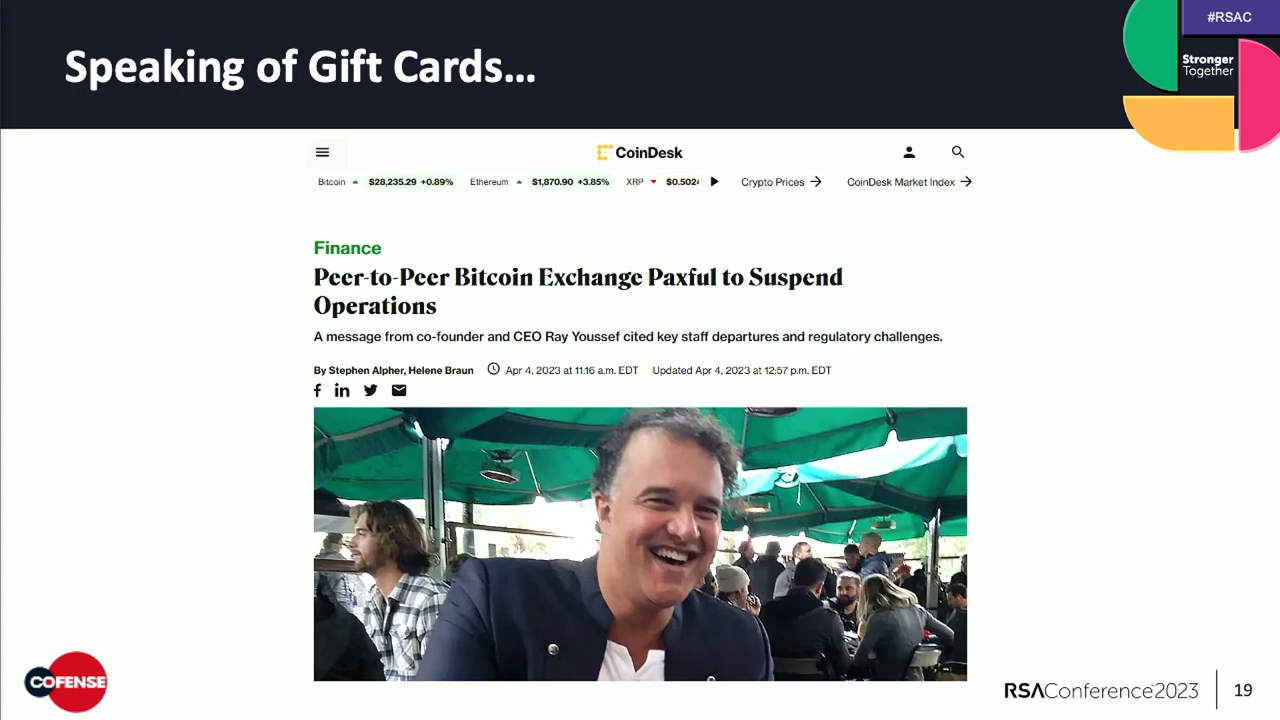 #RSAC
Speaking of Gift Cards...
Stronger
Together
CoinDesk
Bitcoin $28,235.29 +0.89% Ethereum $1,870.90 +3.85% XRP $0.502 Crypto Prices → CoinDesk Market Index →
Finance
Peer-to-Peer Bitcoin Exchange Paxful to Suspend
Operations
A message from co-founder and CEO Ray Youssef cited key staff departures and regulatory challenges.
By Stephen Alpher, Helene Braun Apr 4, 2023 at 11:16 a.m. EDT Updated Apr 4, 2023 at 12:57 p.m. EDT
COFENSE
RSAConference™2023 19